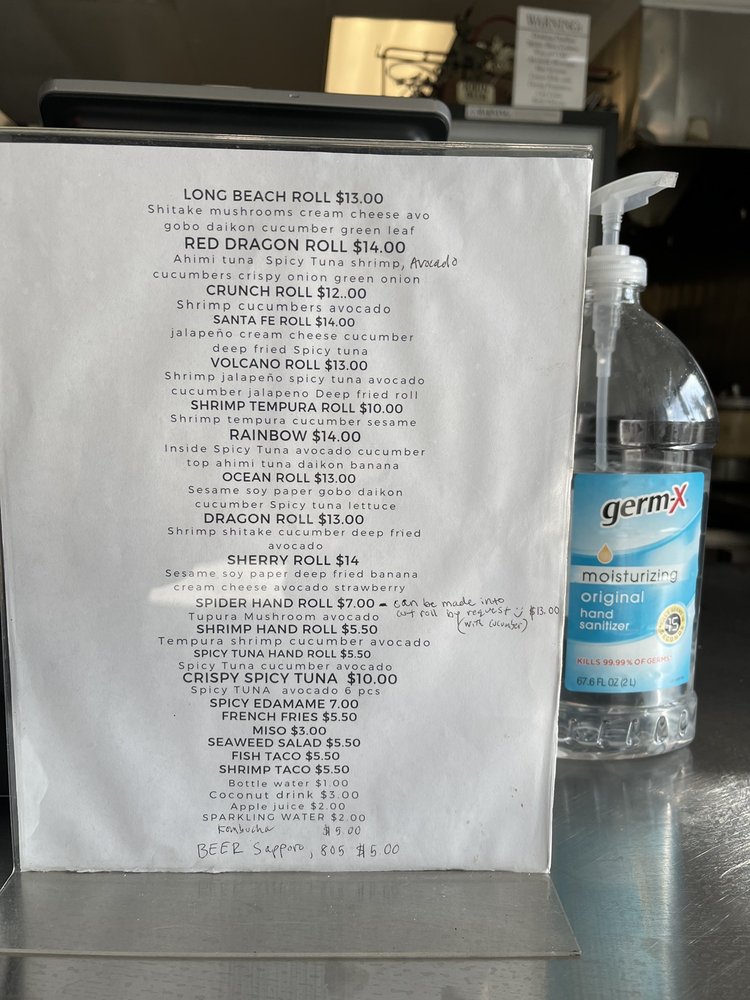 WARNING:
LONG BEACH ROLL $13.00
Shitake mushrooms cream cheese avo
gobo daikon cucumber green leaf
RED DRAGON ROLL $14.00
Ahimi tuna Spicy Tuna shrimp, Avocado
cucumbers crispy onion green onion
CRUNCH ROLL $12..00
Shrimp cucumbers avocado
SANTA FE ROLL $14.00
jalapeño cream cheese cucumber
deep fried Spicy tuna
VOLCANO ROLL $13.00
Shrimp jalapeño spicy tuna avocado
cucumber jalapeno Deep fried roll
SHRIMP TEMPURA ROLL $10.00
Shrimp tempura cucumber sesame
RAINBOW $14.00
Inside Spicy Tuna avocado cucumber
top ahimi tuna daikon banana
OCEAN ROLL $13.00
Sesame soy paper gobo daikon
cucumber Spicy tuna lettuce
DRAGON ROLL $13.00
Shrimp shitake cucumber deep fried
avocado
SHERRY ROLL $14
Sesame soy paper deep fried banana
cream cheese avocado strawberry
SPIDER HAND ROLL $7.00 - can be made into
cut roll by request $13.00
(with cucumber)
Tupura Mushroom avocado
SHRIMP HAND ROLL $5.50
Tempura shrimp cucumber avocado
SPICY TUNA HAND ROLL $5.50
Spicy Tuna cucumber avocado
CRISPY SPICY TUNA $10.00
Spicy TUNA avocado 6 pcs
SPICY EDAMAME 7.00
FRENCH FRIES $5.50
MISO $3.00
SEAWEED SALAD $5.50
FISH TACO $5.50
SHRIMP TACO $5.50
Bottle water $1.00
Coconut drink $3.00
Apple juice $2.00
SPARKLING WATER $2.00
Kombucha $5.00
BEER Sapporo, 805 $5.00
germ-X
moisturizing
original
hand
sanitizer
45
KILLS 99.99% OF GERMS*
67.6 FL OZ (2 L)